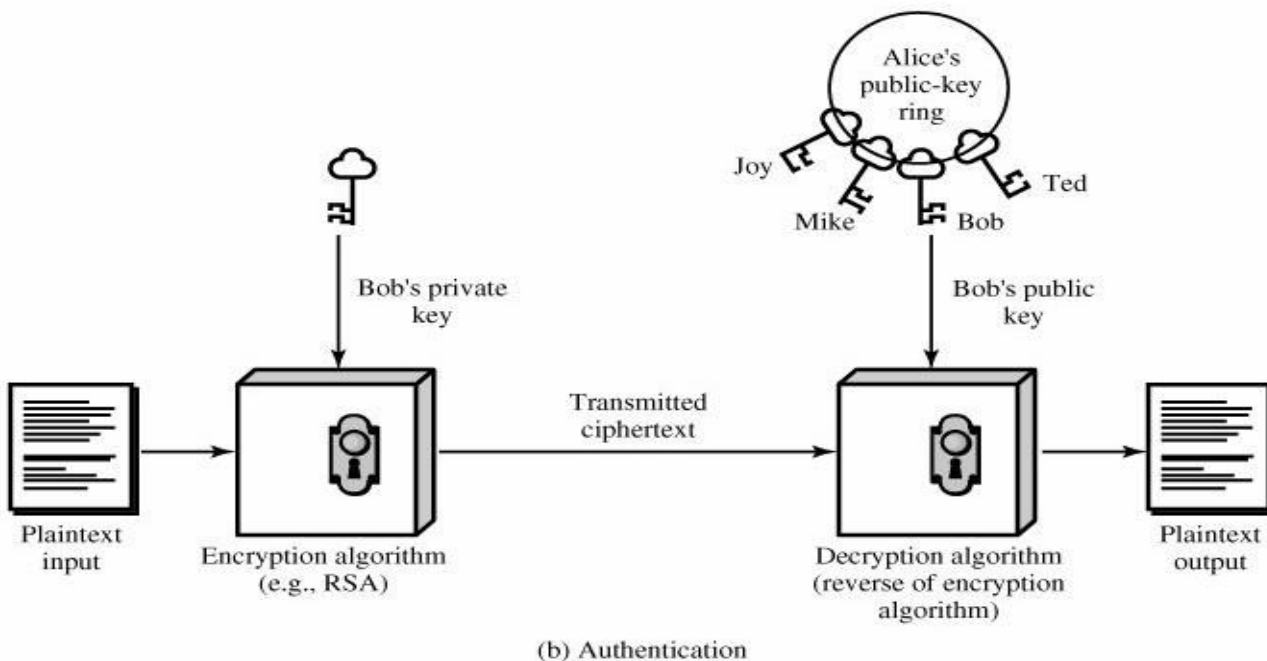 Alice's
public-key
ring
Joy
Mike
Bob
Ted
Bob's private
key
Bob's public
key
Transmitted
ciphertext
Plaintext
input
Encryption algorithm
(e.g., RSA)
Decryption algorithm
(reverse of encryption
algorithm)
Plaintext
output
(b) Authentication